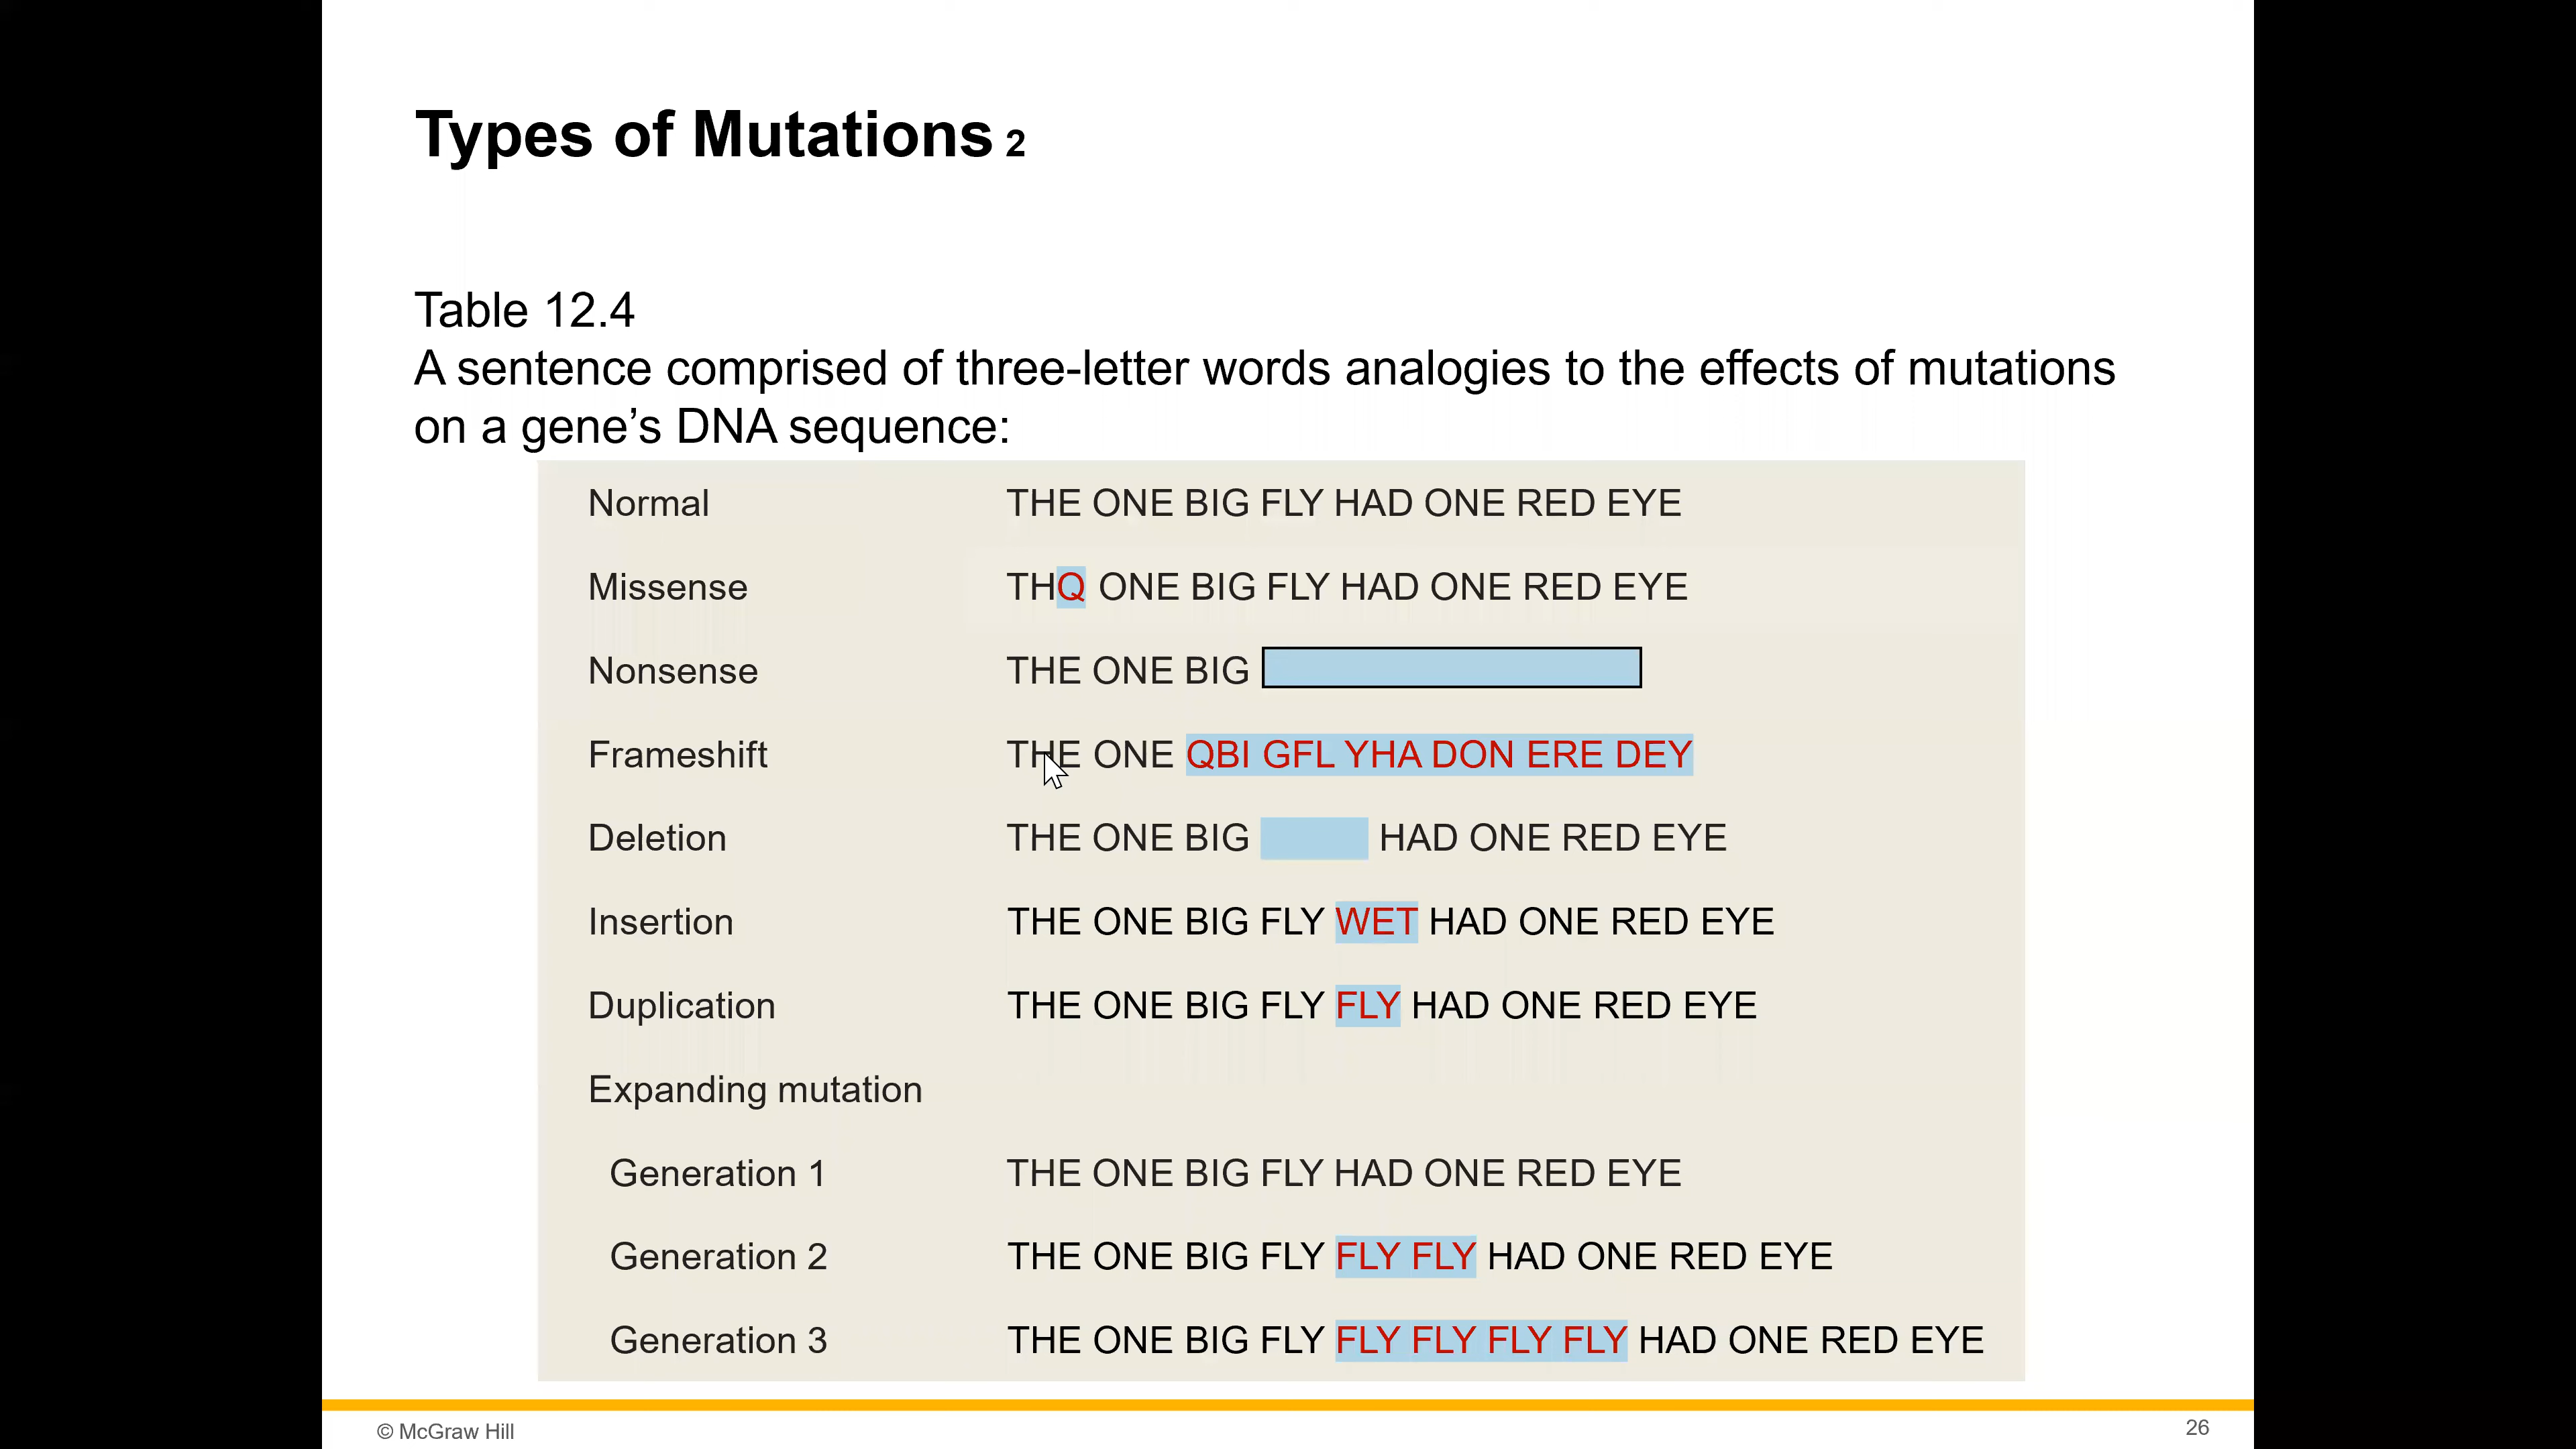 Types of Mutations 2
Table 12.4
A sentence comprised of three-letter words analogies to the effects of mutations
on a gene’s DNA sequence:
Normal THE ONE BIG FLY HAD ONE RED EYE
Missense THQ ONE BIG FLY HAD ONE RED EYE
Nonsense THE ONE BIG
Frameshift THE ONE QBI GFL YHA DON ERE DEY
Deletion THE ONE BIG HAD ONE RED EYE
Insertion THE ONE BIG FLY WET HAD ONE RED EYE
Duplication THE ONE BIG FLY FLY HAD ONE RED EYE
Expanding mutation
Generation 1 THE ONE BIG FLY HAD ONE RED EYE
Generation 2 THE ONE BIG FLY FLY FLY HAD ONE RED EYE
Generation 3 THE ONE BIG FLY FLY FLY FLY FLY HAD ONE RED EYE
© McGraw Hill
26